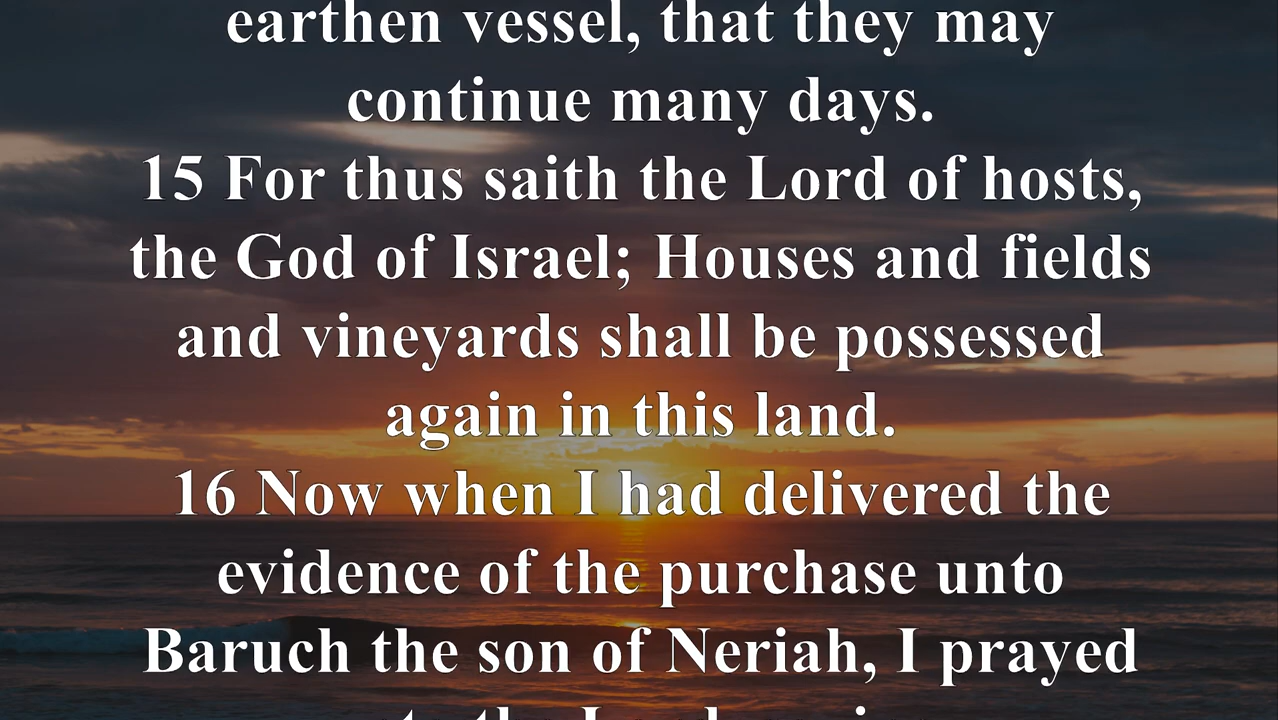 earthen vessel, that they may
continue many days.
15 For thus saith the Lord of hosts,
the God of Israel; Houses and fields
and vineyards shall be possessed
again in this land.
16 Now when I had delivered the
evidence of the purchase unto
Baruch the son of Neriah, I prayed